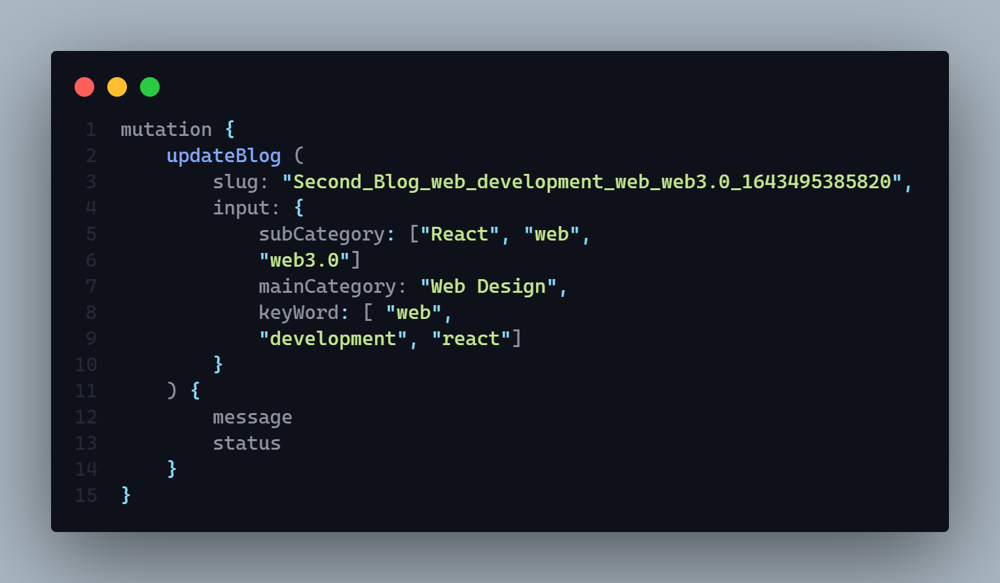 1 mutation {
2     updateBlog (
3         slug: "Second_Blog_web_development_web_web3.0_1643495385820",
4         input: {
5             subCategory: ["React", "web",
6             "web3.0"]
7             mainCategory: "Web Design",
8             keyWord: [ "web",
9             "development", "react"]
10         }
11     ) {
12         message
13         status
14     }
15 }